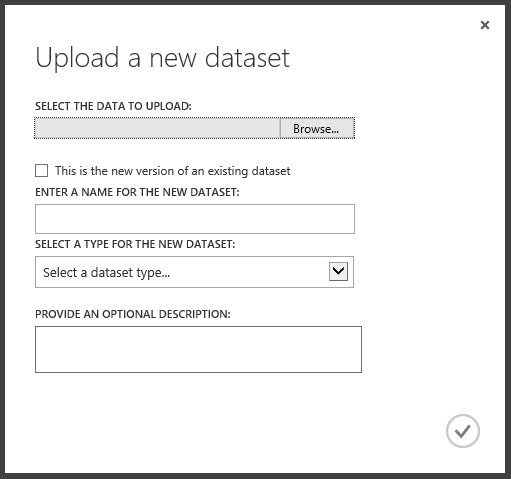 Upload a new dataset
SELECT THE DATA TO UPLOAD:
Browse...
This is the new version of an existing dataset
ENTER A NAME FOR THE NEW DATASET:
SELECT A TYPE FOR THE NEW DATASET:
Select a dataset type...
PROVIDE AN OPTIONAL DESCRIPTION: